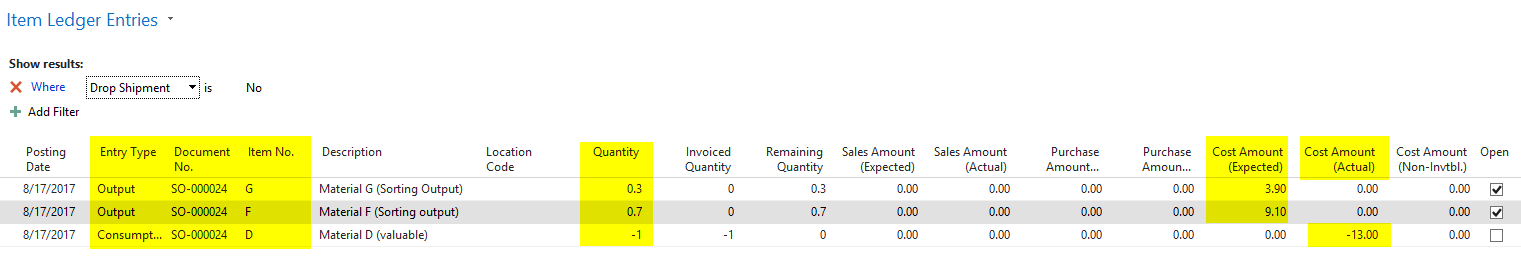 Item Ledger Entries
Show results:
Where Drop Shipment is No
Add Filter
Posting Date Entry Type Document No. Item No. Description Location Code Quantity Invoiced Quantity Remaining Quantity Sales Amount (Expected) Sales Amount (Actual) Purchase Amount... Purchase Amoun... Cost Amount (Expected) Cost Amount (Actual) Cost Amount (Non-Invtbl.) Open
8/17/2017 Output SO-000024 G Material G (Sorting Output) 0.3 0 0.3 0.00 0.00 0.00 0.00 3.90 0.00 0.00
8/17/2017 Output SO-000024 F Material F (Sorting output) 0.7 0 0.7 0.00 0.00 0.00 0.00 9.10 0.00 0.00
8/17/2017 Consumpt... SO-000024 D Material D (valuable) -1 -1 0 0.00 0.00 0.00 0.00 0.00 -13.00 0.00